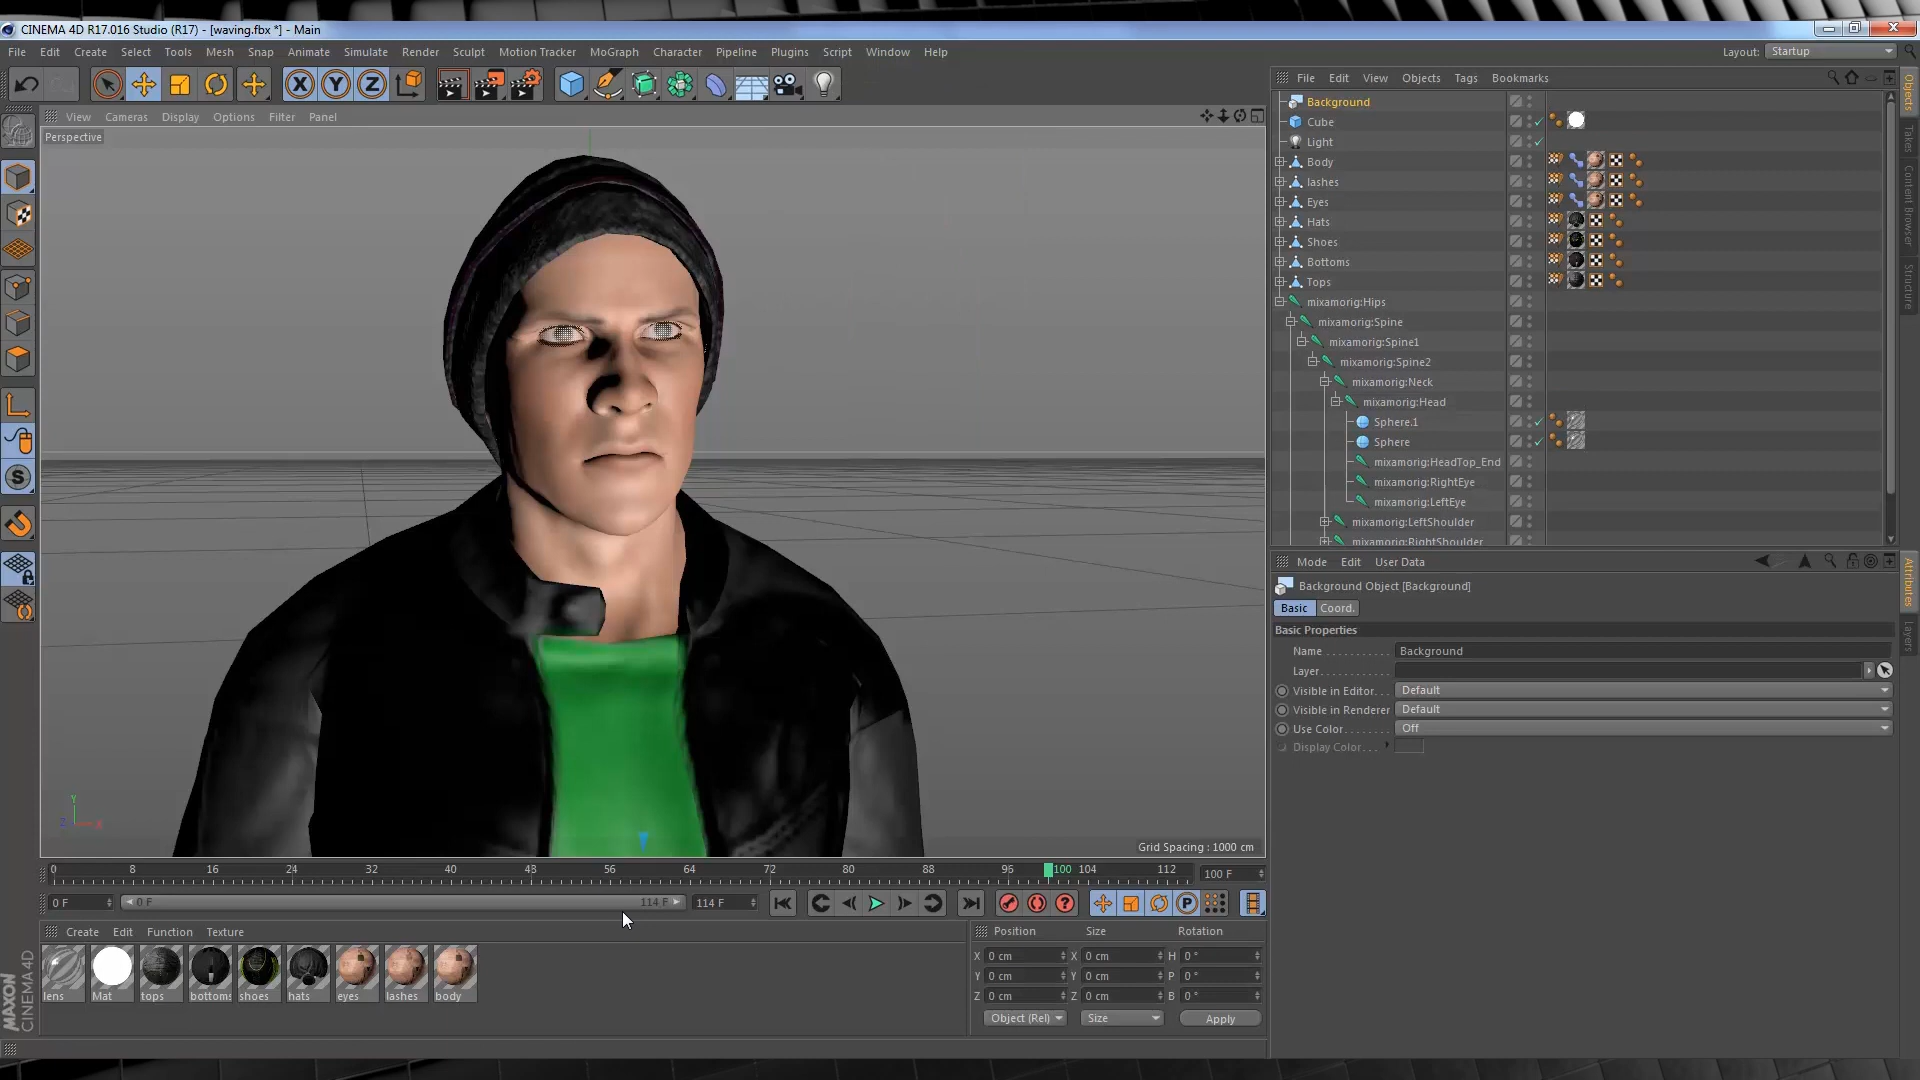 CINEMA 4D R17.016 Studio (R17) - [waving.fbx *] - Main
File Edit Create Select Tools Mesh Snap Animate Simulate Render Sculpt Motion Tracker MoGraph Character Pipeline Plugins Script Window Help
Layout: Startup
X Y Z
File Edit View Objects Tags Bookmarks
View Cameras Display Options Filter Panel
Perspective
Background
Cube
Light
Body
lashes
Eyes
Hats
Shoes
Bottoms
Tops
mixamorig:Hips
mixamorig:Spine
mixamorig:Spine1
mixamorig:Spine2
mixamorig:Neck
mixamorig:Head
Sphere.1
Sphere
mixamorig:HeadTop_End
mixamorig:RightEye
mixamorig:LeftEye
mixamorig:LeftShoulder
mixamorig:RightShoulder
Objects
Takes
Content Browser
Structure
Mode Edit User Data
Background Object [Background]
Basic Coord.
Basic Properties
Name Background
Layer
Visible in Editor Default
Visible in Renderer Default
Use Color Off
Display Color
Attributes
Layers
Y
Z X
Grid Spacing : 1000 cm
0 8 16 24 32 40 48 56 64 72 80 88 96 100 104 112 100 F
0 F 0 F 114 F 114 F
Create Edit Function Texture
lens Mat tops bottoms shoes hats eyes lashes body
Position Size Rotation
X 0 cm X 0 cm H 0 °
Y 0 cm Y 0 cm P 0 °
Z 0 cm Z 0 cm B 0 °
Object (Rel) Size Apply
MAXON
CINEMA 4D